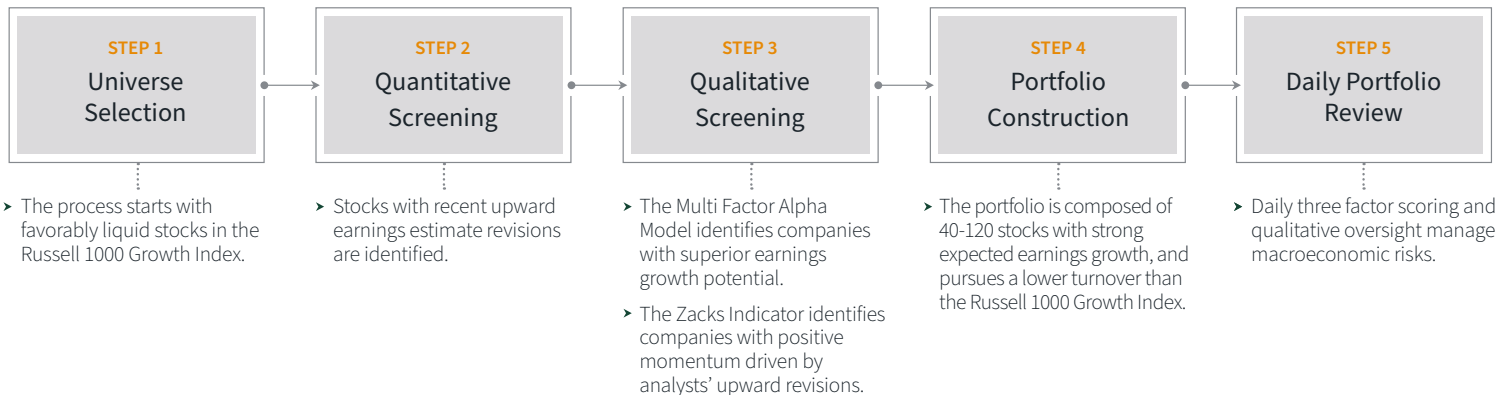 STEP 1
Universe
Selection
STEP 2
Quantitative
Screening
STEP 3
Qualitative
Screening
STEP 4
Portfolio
Construction
STEP 5
Daily Portfolio
Review
The process starts with
favorably liquid stocks in the
Russell 1000 Growth Index.
Stocks with recent upward
earnings estimate revisions
are identified.
The Multi Factor Alpha
Model identifies companies
with superior earnings
growth potential.
The Zacks Indicator identifies
companies with positive
momentum driven by
analysts’ upward revisions.
The portfolio is composed of
40-120 stocks with strong
expected earnings growth, and
pursues a lower turnover than
the Russell 1000 Growth Index.
Daily three factor scoring and
qualitative oversight manage
macroeconomic risks.